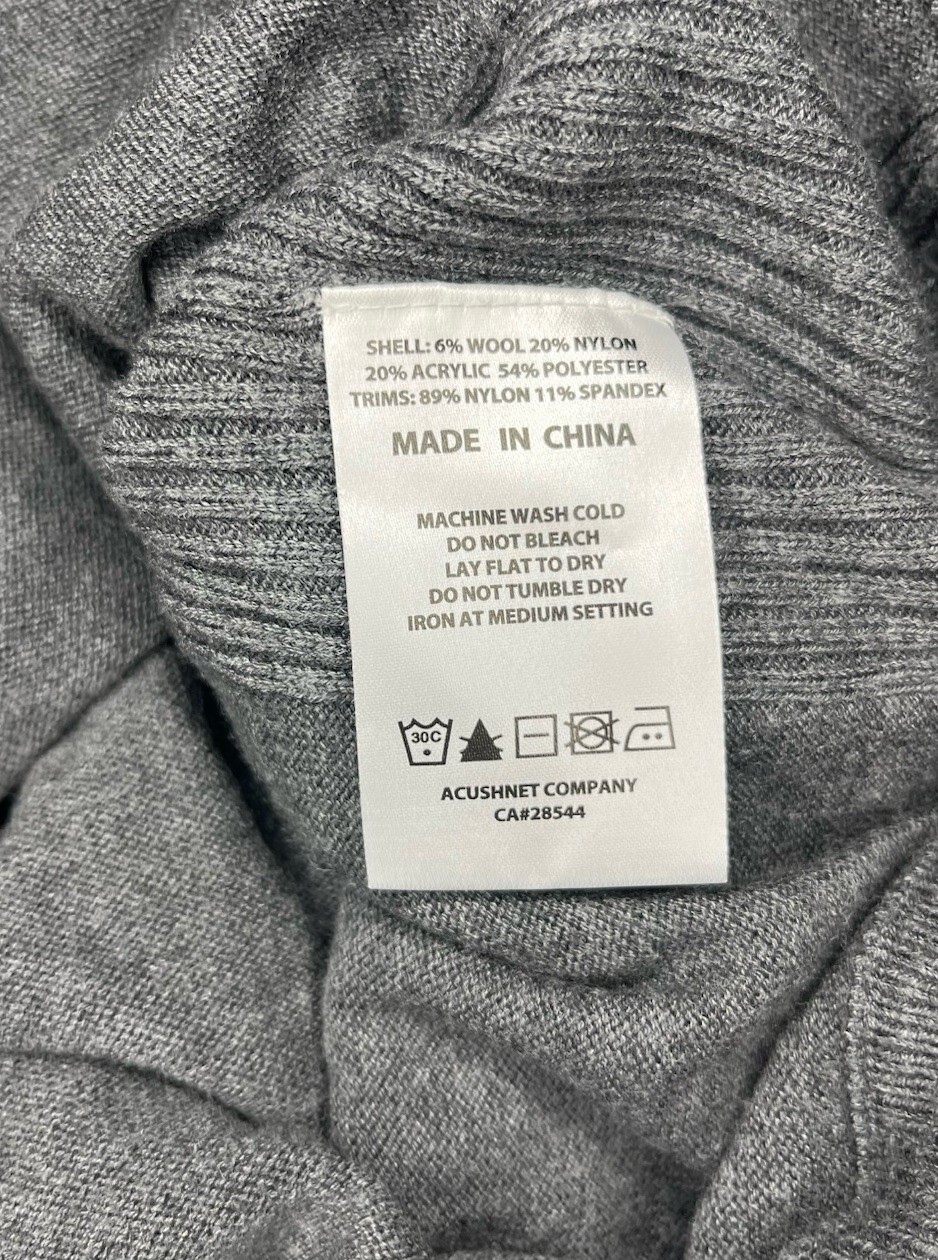 SHELL: 6% WOOL 20% NYLON
20% ACRYLIC 54% POLYESTER
TRIMS: 89% NYLON 11% SPANDEX
MADE IN CHINA
MACHINE WASH COLD
DO NOT BLEACH
LAY FLAT TO DRY
DO NOT TUMBLE DRY
IRON AT MEDIUM SETTING
30C
ACUSHNET COMPANY
CA#28544